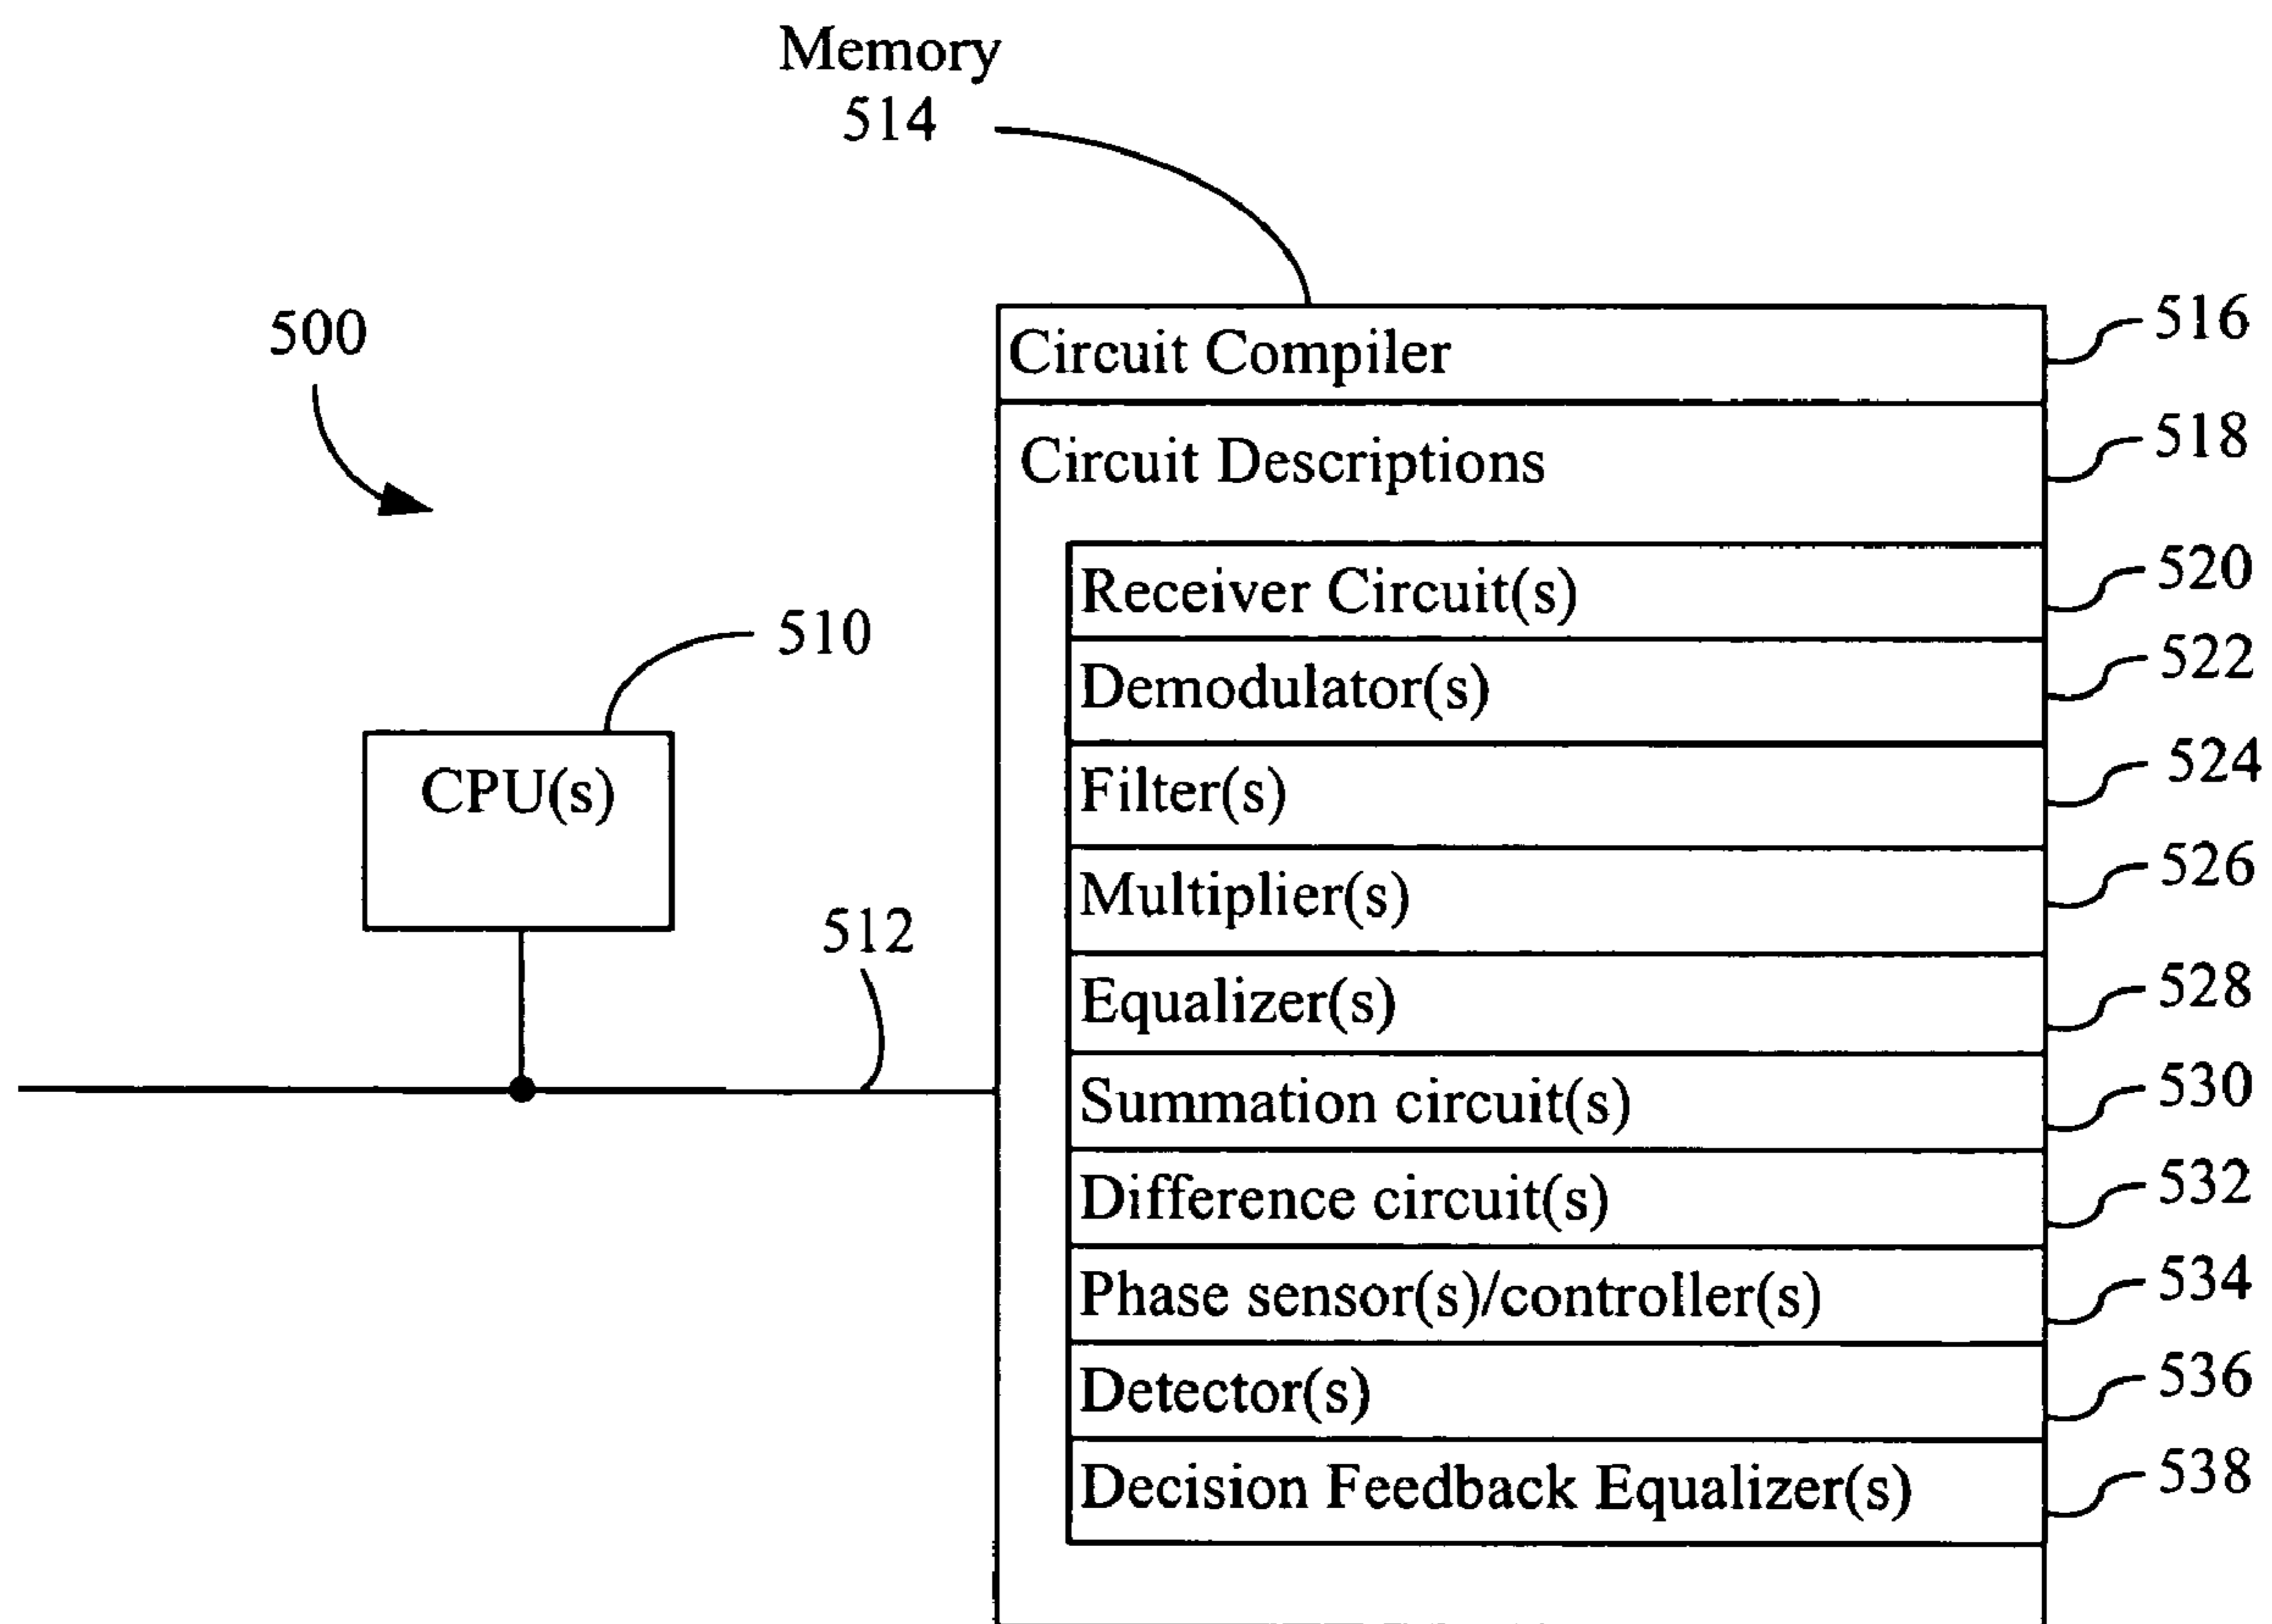 Memory
514
500
510
CPU(s)
512
Circuit Compiler 516
Circuit Descriptions 518
Receiver Circuit(s) 520
Demodulator(s) 522
Filter(s) 524
Multiplier(s) 526
Equalizer(s) 528
Summation circuit(s) 530
Difference circuit(s) 532
Phase sensor(s)/controller(s) 534
Detector(s) 536
Decision Feedback Equalizer(s) 538